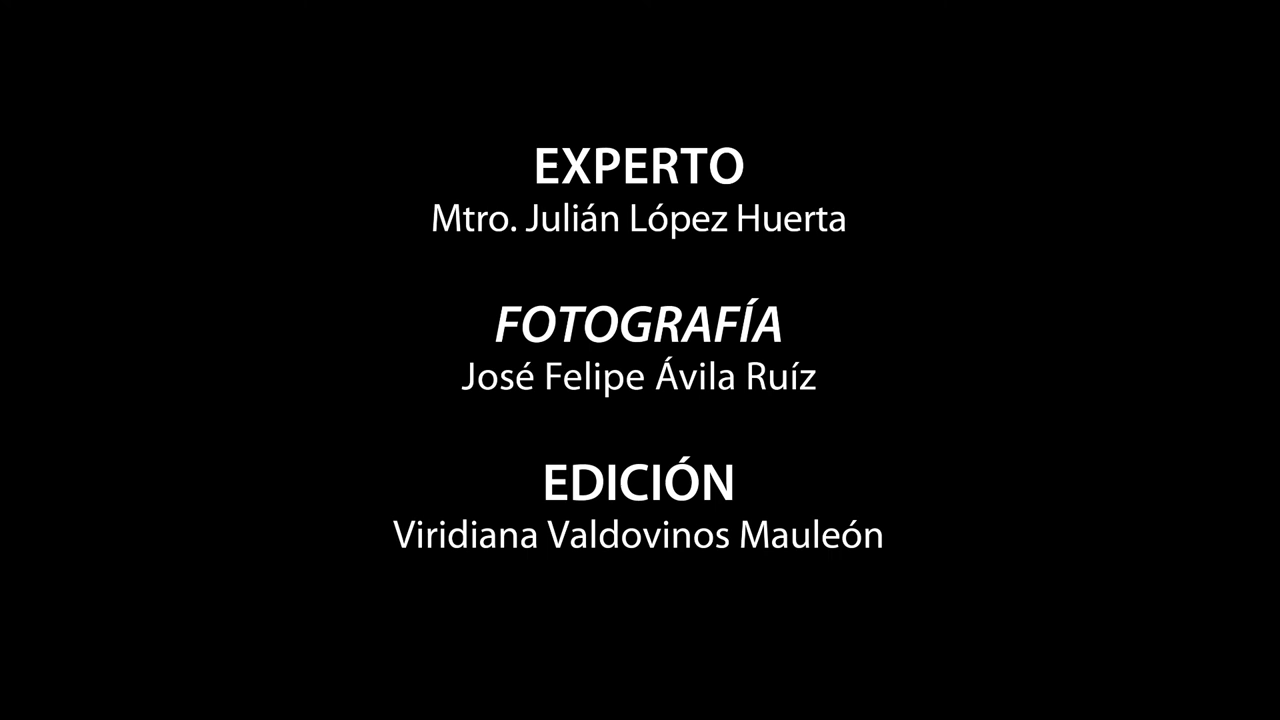 EXPERTO
Mtro. Julián López Huerta
FOTOGRAFÍA
José Felipe Ávila Ruíz
EDICIÓN
Viridiana Valdovinos Mauleón